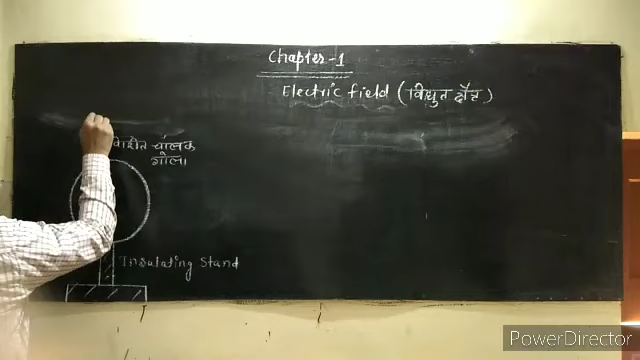 Chapter-1
Electric field (विद्युत क्षेत्र)
चालक
गोला
Insulating Stand
PowerDirector